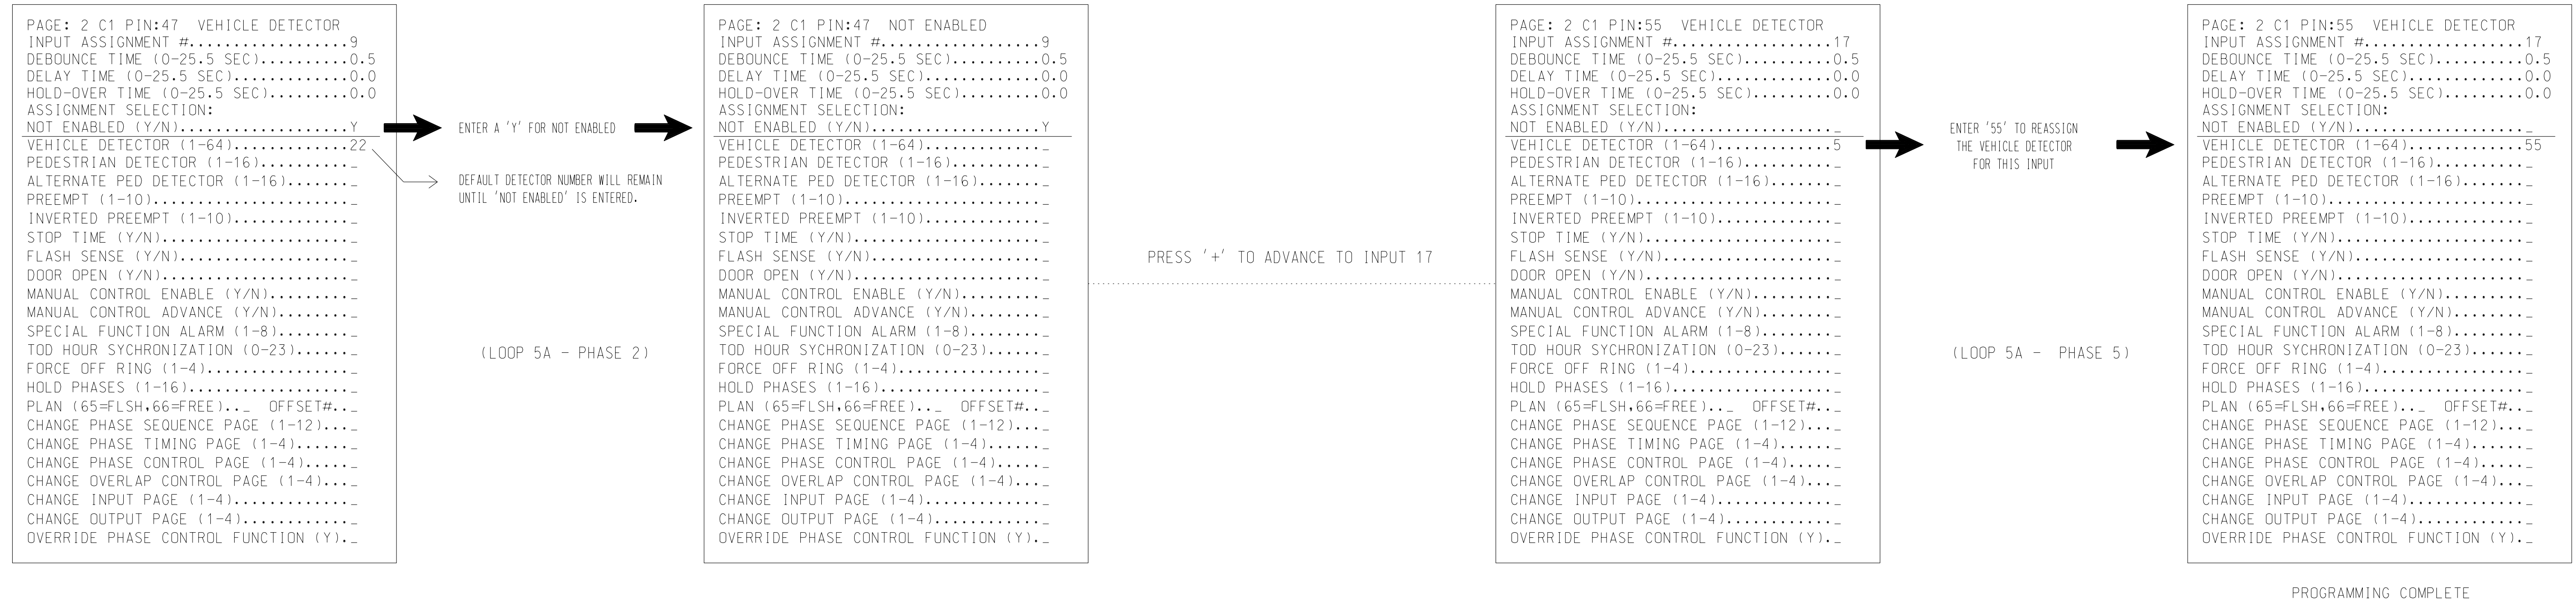 PAGE: 2 C1 PIN:47  VEHICLE DETECTOR
INPUT ASSIGNMENT #..................9
DEBOUNCE TIME (0-25.5 SEC)..........0.5
DELAY TIME (0-25.5 SEC).............0.0
HOLD-OVER TIME (0-25.5 SEC).........0.0
ASSIGNMENT SELECTION:
NOT ENABLED (Y/N)...................Y
VEHICLE DETECTOR (1-64).............22
PEDESTRIAN DETECTOR (1-16).........._
ALTERNATE PED DETECTOR (1-16)......._
PREEMPT (1-10)......................_
INVERTED PREEMPT (1-10)............._
STOP TIME (Y/N)....................._
FLASH SENSE (Y/N)..................._
DOOR OPEN (Y/N)....................._
MANUAL CONTROL ENABLE (Y/N)........._
MANUAL CONTROL ADVANCE (Y/N)........_
SPECIAL FUNCTION ALARM (1-8)........_
TOD HOUR SYCHRONIZATION (0-23)......_
FORCE OFF RING (1-4)................_
HOLD PHASES (1-16).................._
PLAN (65=FLSH,66=FREE).._  OFFSET#.._
CHANGE PHASE SEQUENCE PAGE (1-12)..._
CHANGE PHASE TIMING PAGE (1-4)......_
CHANGE PHASE CONTROL PAGE (1-4)....._
CHANGE OVERLAP CONTROL PAGE (1-4)..._
CHANGE INPUT PAGE (1-4)............._
CHANGE OUTPUT PAGE (1-4)............_
OVERRIDE PHASE CONTROL FUNCTION (Y)._
ENTER A 'Y' FOR NOT ENABLED
DEFAULT DETECTOR NUMBER WILL REMAIN
UNTIL 'NOT ENABLED' IS ENTERED.
(LOOP 5A - PHASE 2)
PAGE: 2 C1 PIN:47  NOT ENABLED
INPUT ASSIGNMENT #..................9
DEBOUNCE TIME (0-25.5 SEC)..........0.5
DELAY TIME (0-25.5 SEC).............0.0
HOLD-OVER TIME (0-25.5 SEC).........0.0
ASSIGNMENT SELECTION:
NOT ENABLED (Y/N)...................Y
VEHICLE DETECTOR (1-64)............._
PEDESTRIAN DETECTOR (1-16).........._
ALTERNATE PED DETECTOR (1-16)......._
PREEMPT (1-10)......................_
INVERTED PREEMPT (1-10)............._
STOP TIME (Y/N)....................._
FLASH SENSE (Y/N)..................._
DOOR OPEN (Y/N)....................._
MANUAL CONTROL ENABLE (Y/N)........._
MANUAL CONTROL ADVANCE (Y/N)........_
SPECIAL FUNCTION ALARM (1-8)........_
TOD HOUR SYCHRONIZATION (0-23)......_
FORCE OFF RING (1-4)................_
HOLD PHASES (1-16).................._
PLAN (65=FLSH,66=FREE).._  OFFSET#.._
CHANGE PHASE SEQUENCE PAGE (1-12)..._
CHANGE PHASE TIMING PAGE (1-4)......_
CHANGE PHASE CONTROL PAGE (1-4)....._
CHANGE OVERLAP CONTROL PAGE (1-4)..._
CHANGE INPUT PAGE (1-4)............._
CHANGE OUTPUT PAGE (1-4)............_
OVERRIDE PHASE CONTROL FUNCTION (Y)._
PRESS '+' TO ADVANCE TO INPUT 17
PAGE: 2 C1 PIN:55  VEHICLE DETECTOR
INPUT ASSIGNMENT #..................17
DEBOUNCE TIME (0-25.5 SEC)..........0.5
DELAY TIME (0-25.5 SEC).............0.0
HOLD-OVER TIME (0-25.5 SEC).........0.0
ASSIGNMENT SELECTION:
NOT ENABLED (Y/N)..................._
VEHICLE DETECTOR (1-64).............5
PEDESTRIAN DETECTOR (1-16).........._
ALTERNATE PED DETECTOR (1-16)......._
PREEMPT (1-10)......................_
INVERTED PREEMPT (1-10)............._
STOP TIME (Y/N)....................._
FLASH SENSE (Y/N)..................._
DOOR OPEN (Y/N)....................._
MANUAL CONTROL ENABLE (Y/N)........._
MANUAL CONTROL ADVANCE (Y/N)........_
SPECIAL FUNCTION ALARM (1-8)........_
TOD HOUR SYCHRONIZATION (0-23)......_
FORCE OFF RING (1-4)................_
HOLD PHASES (1-16).................._
PLAN (65=FLSH,66=FREE).._  OFFSET#.._
CHANGE PHASE SEQUENCE PAGE (1-12)..._
CHANGE PHASE TIMING PAGE (1-4)......_
CHANGE PHASE CONTROL PAGE (1-4)....._
CHANGE OVERLAP CONTROL PAGE (1-4)..._
CHANGE INPUT PAGE (1-4)............._
CHANGE OUTPUT PAGE (1-4)............_
OVERRIDE PHASE CONTROL FUNCTION (Y)._
ENTER '55' TO REASSIGN
THE VEHICLE DETECTOR
FOR THIS INPUT
(LOOP 5A -  PHASE 5)
PAGE: 2 C1 PIN:55  VEHICLE DETECTOR
INPUT ASSIGNMENT #..................17
DEBOUNCE TIME (0-25.5 SEC)..........0.5
DELAY TIME (0-25.5 SEC).............0.0
HOLD-OVER TIME (0-25.5 SEC).........0.0
ASSIGNMENT SELECTION:
NOT ENABLED (Y/N)..................._
VEHICLE DETECTOR (1-64).............55
PEDESTRIAN DETECTOR (1-16).........._
ALTERNATE PED DETECTOR (1-16)......._
PREEMPT (1-10)......................_
INVERTED PREEMPT (1-10)............._
STOP TIME (Y/N)....................._
FLASH SENSE (Y/N)..................._
DOOR OPEN (Y/N)....................._
MANUAL CONTROL ENABLE (Y/N)........._
MANUAL CONTROL ADVANCE (Y/N)........_
SPECIAL FUNCTION ALARM (1-8)........_
TOD HOUR SYCHRONIZATION (0-23)......_
FORCE OFF RING (1-4)................_
HOLD PHASES (1-16).................._
PLAN (65=FLSH,66=FREE).._  OFFSET#.._
CHANGE PHASE SEQUENCE PAGE (1-12)..._
CHANGE PHASE TIMING PAGE (1-4)......_
CHANGE PHASE CONTROL PAGE (1-4)....._
CHANGE OVERLAP CONTROL PAGE (1-4)..._
CHANGE INPUT PAGE (1-4)............._
CHANGE OUTPUT PAGE (1-4)............_
OVERRIDE PHASE CONTROL FUNCTION (Y)._
PROGRAMMING COMPLETE